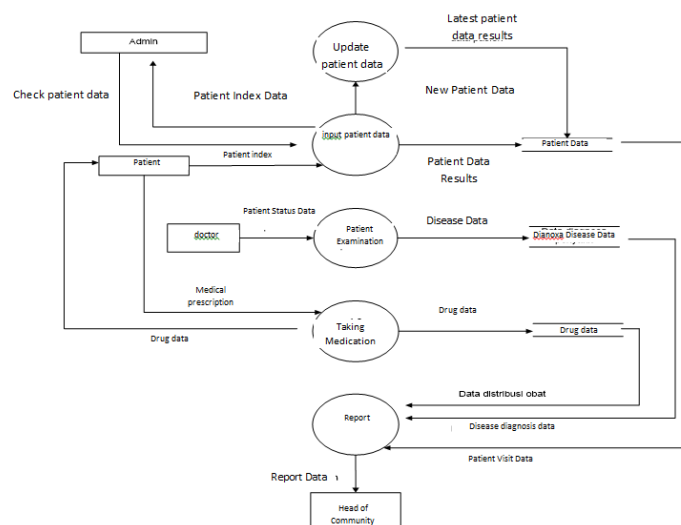 Admin
Update
patient data
Latest patient
data results
Check patient data
Patient Index Data
New Patient Data
input patient data
Patient Data
Patient
Patient index
Patient Data
Results
Patient Status Data
doctor
Patient
Examination
Disease Data
Dianoxa Disease Data
Medical
prescription
Drug data
Taking
Medication
Drug data
Drug data
Data distribusi obat
Report
Disease diagnosis data
Patient Visit Data
Report Data
Head of
Community